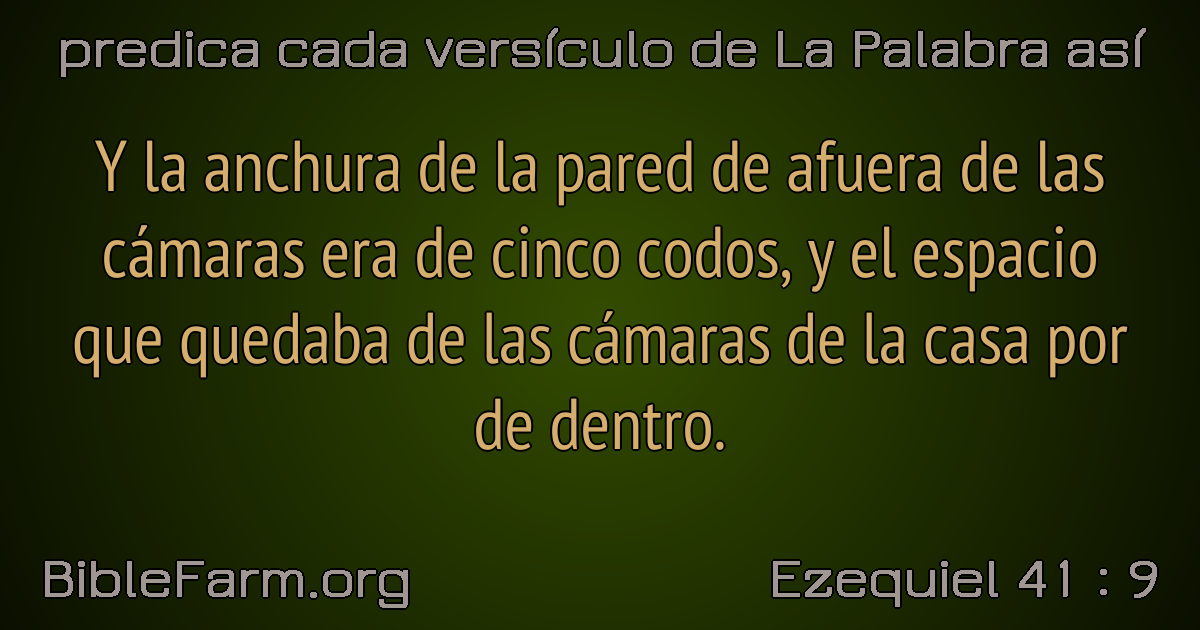 predica cada versículo de La Palabra así
Y la anchura de la pared de afuera de las
cámaras era de cinco codos, y el espacio
que quedaba de las cámaras de la casa por
de dentro.
BibleFarm.org
Ezequiel 41 : 9